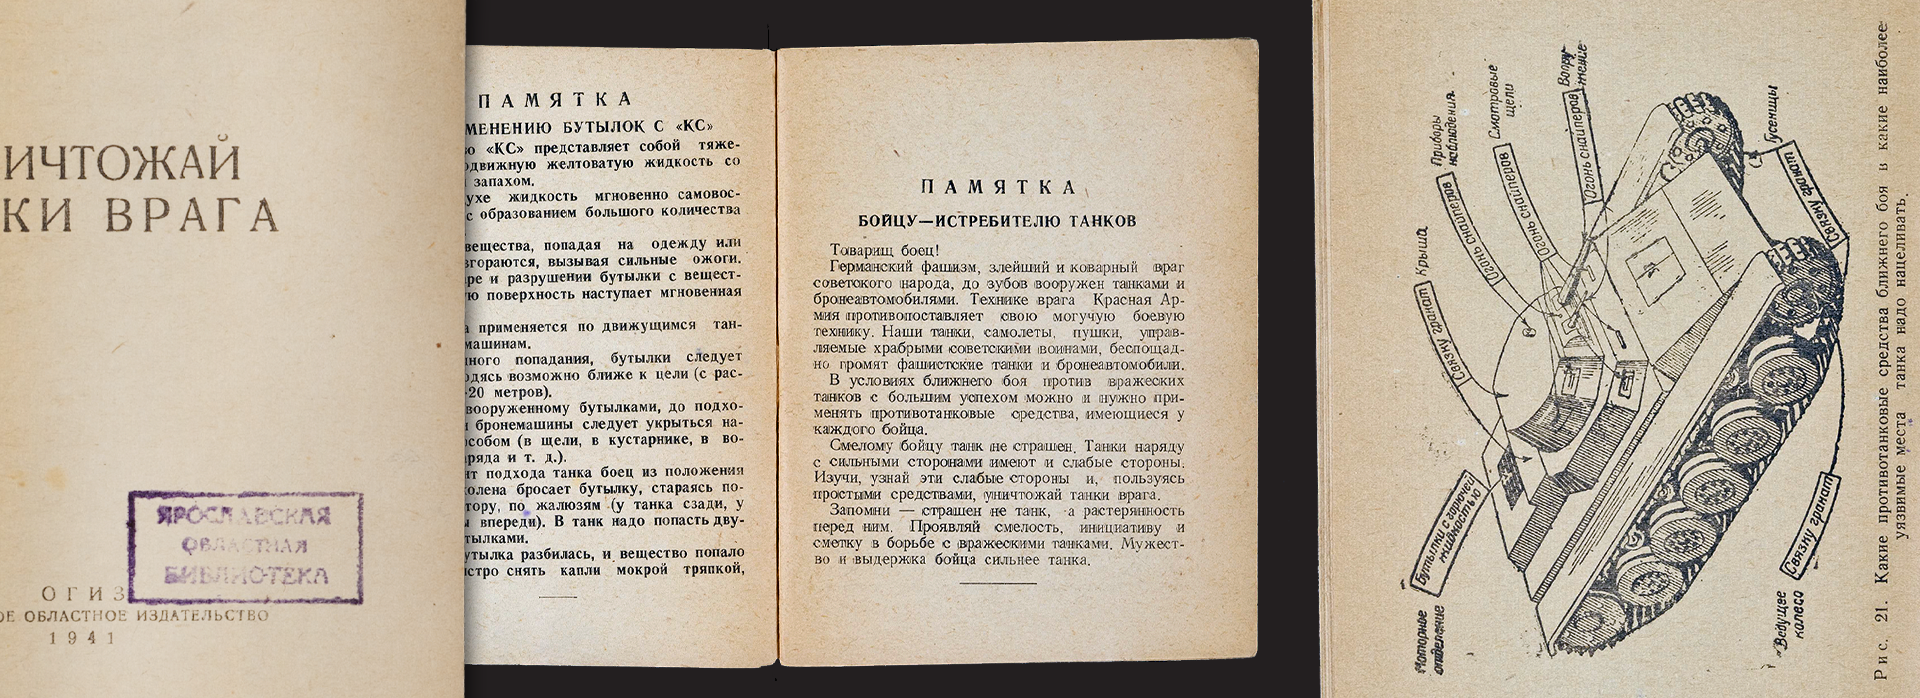 ИЧТОЖАЙ
КИ ВРАГА
ЯРОСЛАВСКАЯ
ОБЛАСТНАЯ
БИБЛИОТЕКА
ОГИЗ
ОЕ ОБЛАСТНОЕ ИЗДАТЕЛЬСТВО
1941
ПАМЯТКА
МЕНЕНИЮ БУТЫЛОК С «КС»
во «КС» представляет собой тяже-
одвижную желтоватую жидкость со
запахом.
ухе жидкость мгновенно самовос-
с образованием большого количества
вещества, попадая на одежду или
згораются, вызывая сильные ожоги.
ре и разрушении бутылки с вещест-
ую поверхность наступает мгновенная
а применяется по движущимся тан-
машинам.
ного попадания, бутылки следует
одясь возможно ближе к цели (с рас-
-20 метров).
вооруженному бутылками, до подхо-
и бронемашины следует укрыться на-
особом (в щели, в кустарнике, в во-
ряда и т. д.).
нт подхода танка боец из положения
колена бросает бутылку, стараясь по-
тору, по жалюзям (у танка сзади, у
ы впереди). В танк надо попасть дву-
тылками.
утылка разбилась, и вещество попало
стро снять капли мокрой тряпкой,
ПАМЯТКА
БОЙЦУ—ИСТРЕБИТЕЛЮ ТАНКОВ
Товарищ боец!
Германский фашизм, злейший и коварный враг
советского народа, до зубов вооружен танками и
бронеавтомобилями. Технике врага Красная Ар-
мия противопоставляет свою могучую боевую
технику. Наши танки, самолеты, пушки, управ-
ляемые храбрыми советскими воинами, беспощад-
но громят фашистские танки и бронеавтомобили.
В условиях ближнего боя против вражеских
танков с большим успехом можно и нужно при-
менять противотанковые средства, имеющиеся у
каждого бойца.
Смелому бойцу танк не страшен. Танки наряду
с сильными сторонами имеют и слабые стороны.
Изучи, узнай эти слабые стороны и, пользуясь
простыми средствами, уничтожай танки врага.
Запомни — страшен не танк, а растерянность
перед ним. Проявляй смелость, инициативу и
сметку в борьбе с вражескими танками. Мужест-
во и выдержка бойца сильнее танка.
Моторное
отделение
Бутылки с горючей
жидкостью
Связку гранат
Крыша
Огонь снайперов
Приборы
наблюдения
Огонь снайперов
Смотровые
щели
Огонь снайперов
Воору
жение
Гусеницы
Связку гранат
Связку гранат
Ведущее
колесо
Рис. 21. Какие противотанковые средства ближнего боя в какие наиболее
уязвимые места танка надо нацеливать.